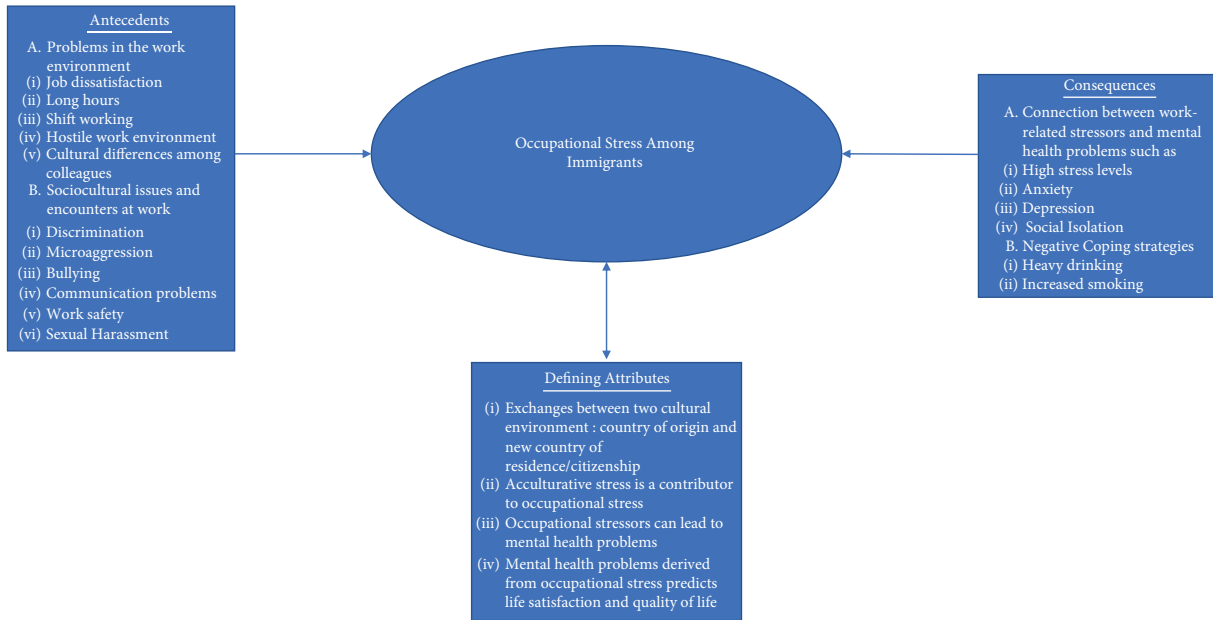 Antecedents
A. Problems in the work
environment
(i) Job dissatisfaction
(ii) Long hours
(iii) Shift working
(iv) Hostile work environment
(v) Cultural differences among
colleagues
B. Sociocultural issues and
encounters at work
(i) Discrimination
(ii) Microaggression
(iii) Bullying
(iv) Communication problems
(v) Work safety
(vi) Sexual Harassment
Occupational Stress Among
Immigrants
Consequences
A. Connection between work-
related stressors and mental
health problems such as
(i) High stress levels
(ii) Anxiety
(iii) Depression
(iv) Social Isolation
B. Negative Coping strategies
(i) Heavy drinking
(ii) Increased smoking
Defining Attributes
(i) Exchanges between two cultural
environment : country of origin and
new country of
residence/citizenship
(ii) Acculturative stress is a contributor
to occupational stress
(iii) Occupational stressors can lead to
mental health problems
(iv) Mental health problems derived
from occupational stress predicts
life satisfaction and quality of life